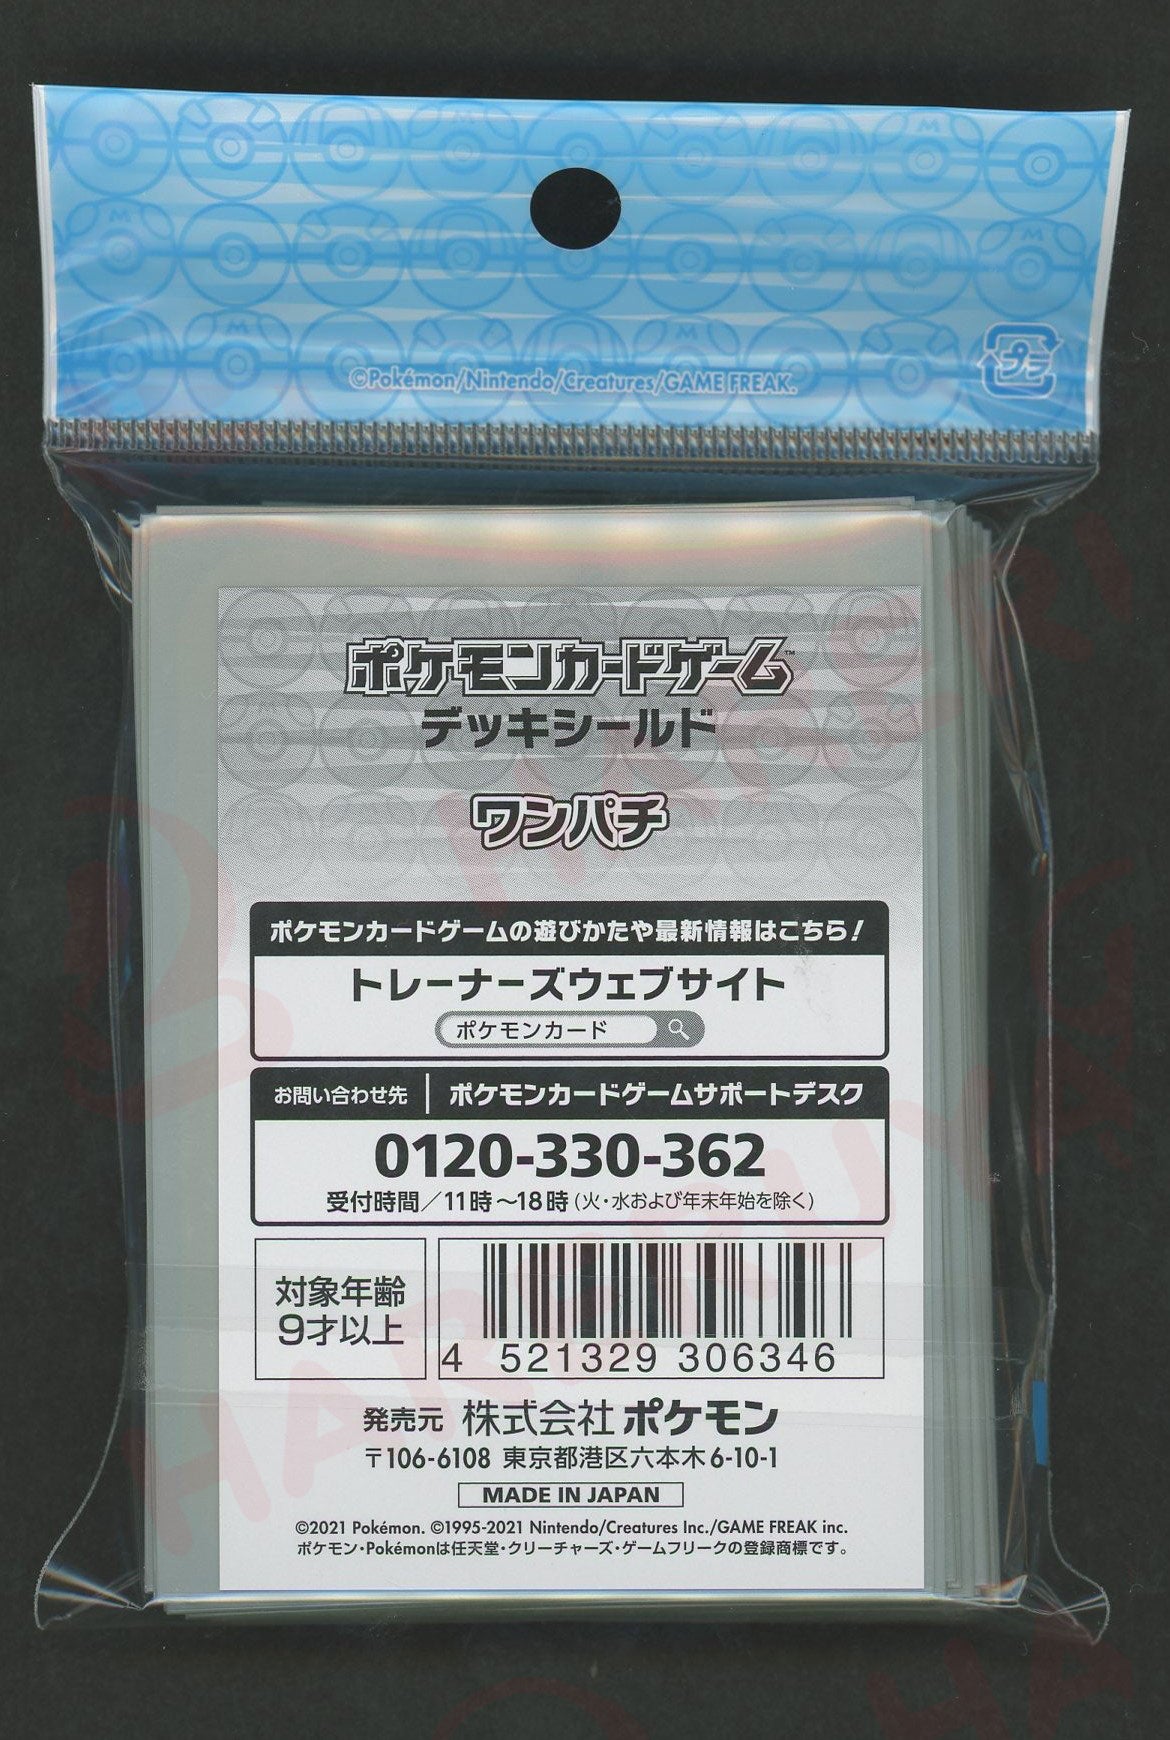 ©Pokémon/Nintendo/Creatures/GAME FREAK.
プラ
ポケモンカードゲーム™
デッキシールド
ワンパチ
ポケモンカードゲームの遊びかたや最新情報はこちら!
トレーナーズウェブサイト
ポケモンカード
お問い合わせ先 ポケモンカードゲームサポートデスク
0120-330-362
受付時間/11時~18時(火・水および年末年始を除く)
対象年齢
9才以上
4 521329 306346
発売元 株式会社ポケモン
〒106-6108 東京都港区六本木6-10-1
MADE IN JAPAN
©2021 Pokémon. ©1995-2021 Nintendo/Creatures Inc./GAME FREAK inc.
ポケモン・Pokémonは任天堂・クリーチャーズ・ゲームフリークの登録商標です。